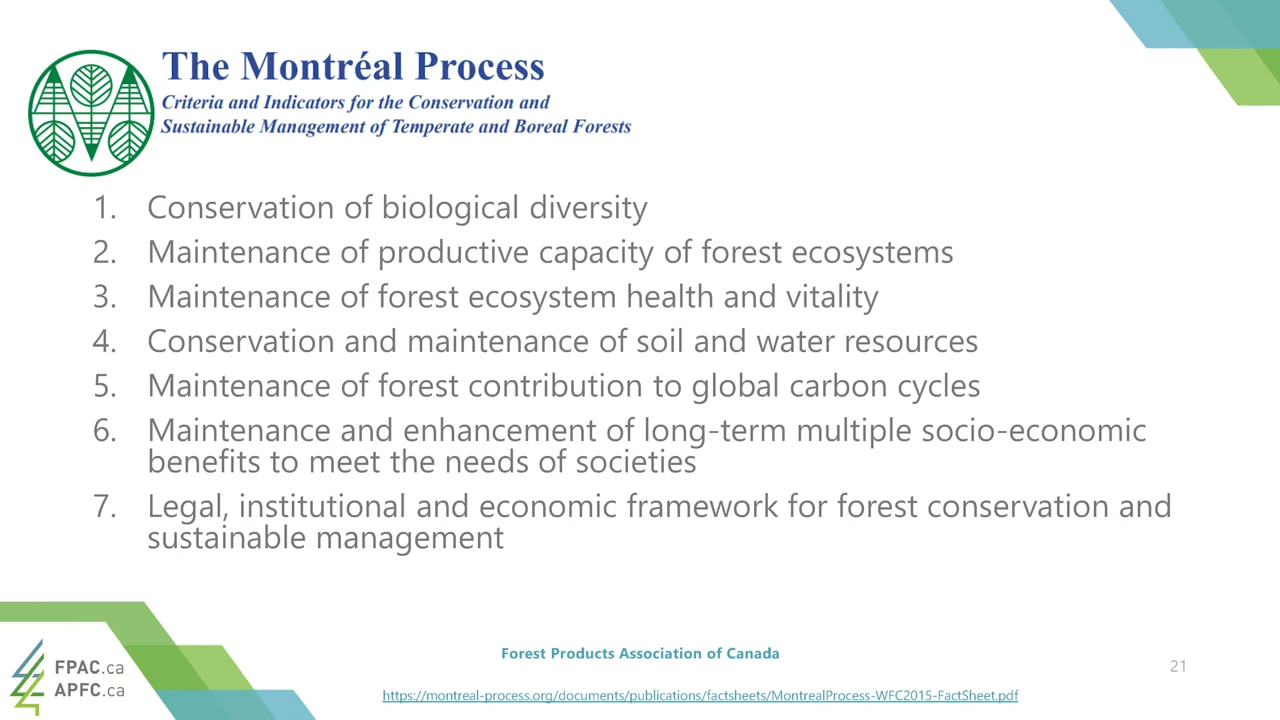 The Montréal Process
Criteria and Indicators for the Conservation and
Sustainable Management of Temperate and Boreal Forests
1. Conservation of biological diversity
2. Maintenance of productive capacity of forest ecosystems
3. Maintenance of forest ecosystem health and vitality
4. Conservation and maintenance of soil and water resources
5. Maintenance of forest contribution to global carbon cycles
6. Maintenance and enhancement of long-term multiple socio-economic
benefits to meet the needs of societies
7. Legal, institutional and economic framework for forest conservation and
sustainable management
FPAC.ca
APFC.ca
Forest Products Association of Canada
https://montreal-process.org/documents/publications/factsheets/MontrealProcess-WFC2015-FactSheet.pdf
21